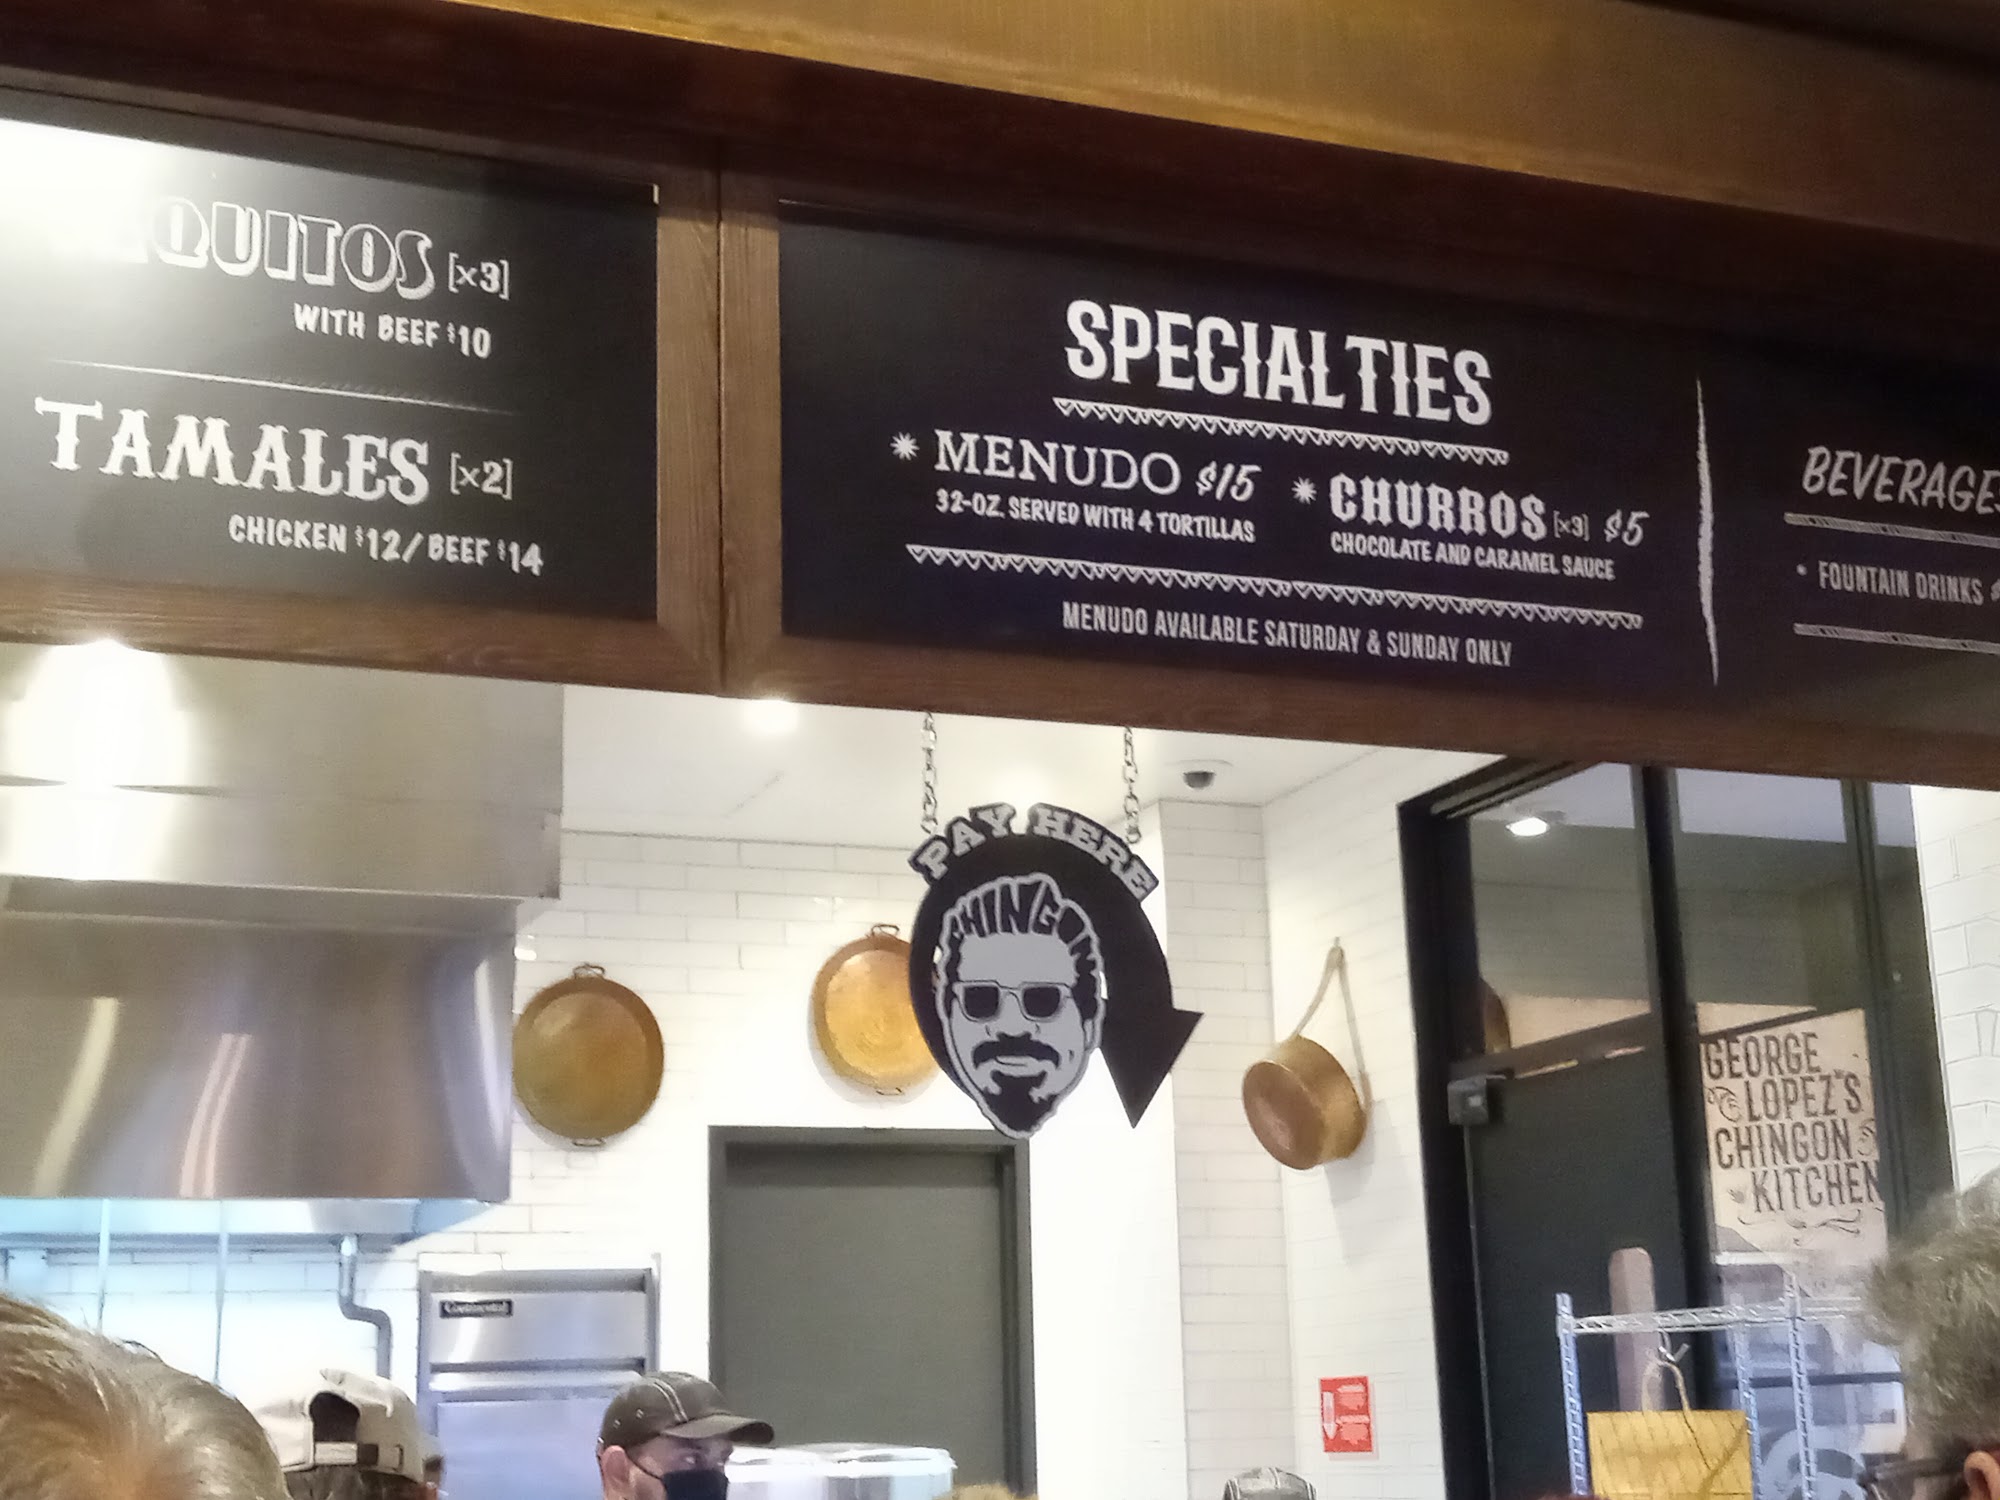 QUITOS [x3]
WITH BEEF $10
TAMALES [x2]
CHICKEN $12/BEEF $14
SPECIALTIES
MENUDO $15
32-OZ. SERVED WITH 4 TORTILLAS
CHURROS [x3] $5
CHOCOLATE AND CARAMEL SAUCE
MENUDO AVAILABLE SATURDAY & SUNDAY ONLY
BEVERAGES
• FOUNTAIN DRINKS
PAY HERE
CHINGON
GEORGE
LOPEZ'S
CHINGON
KITCHEN
Continental